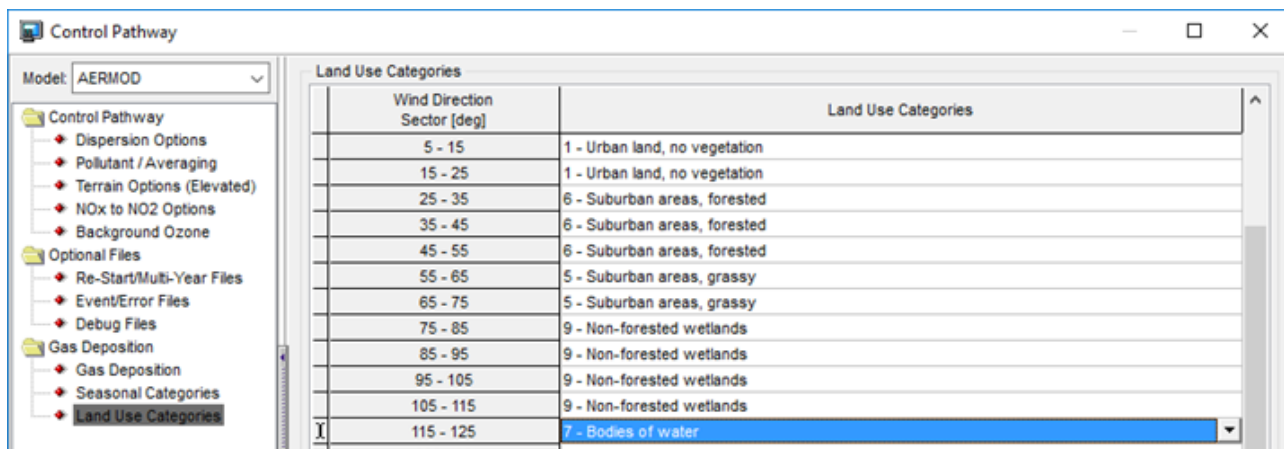 Control Pathway
Model: AERMOD
Control Pathway
Dispersion Options
Pollutant / Averaging
Terrain Options (Elevated)
NOx to NO2 Options
Background Ozone
Optional Files
Re-Start/Multi-Year Files
Event/Error Files
Debug Files
Gas Deposition
Gas Deposition
Seasonal Categories
Land Use Categories
Land Use Categories
Wind Direction
Sector [deg]
Land Use Categories
5 - 15 1 - Urban land, no vegetation
15 - 25 1 - Urban land, no vegetation
25 - 35 6 - Suburban areas, forested
35 - 45 6 - Suburban areas, forested
45 - 55 6 - Suburban areas, forested
55 - 65 5 - Suburban areas, grassy
65 - 75 5 - Suburban areas, grassy
75 - 85 9 - Non-forested wetlands
85 - 95 9 - Non-forested wetlands
95 - 105 9 - Non-forested wetlands
105 - 115 9 - Non-forested wetlands
115 - 125 7 - Bodies of water